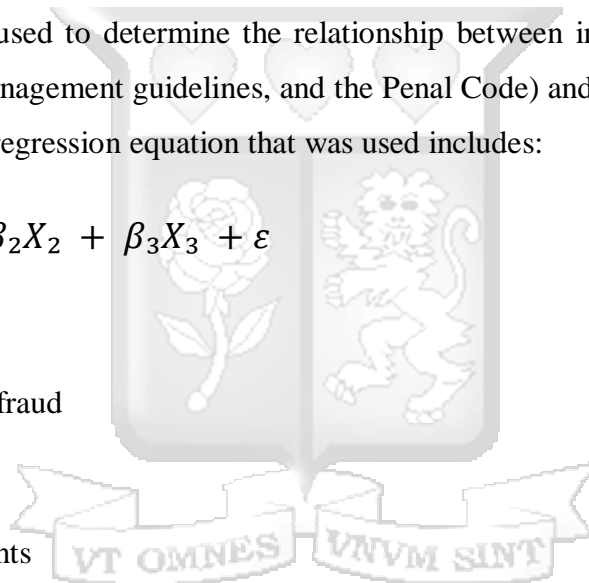 used to determine the relationship between in
nagement guidelines, and the Penal Code) and
regression equation that was used includes:
β₂X₂ + β₃X₃ + ε
fraud
nts
VT OMNES VNVM SINT